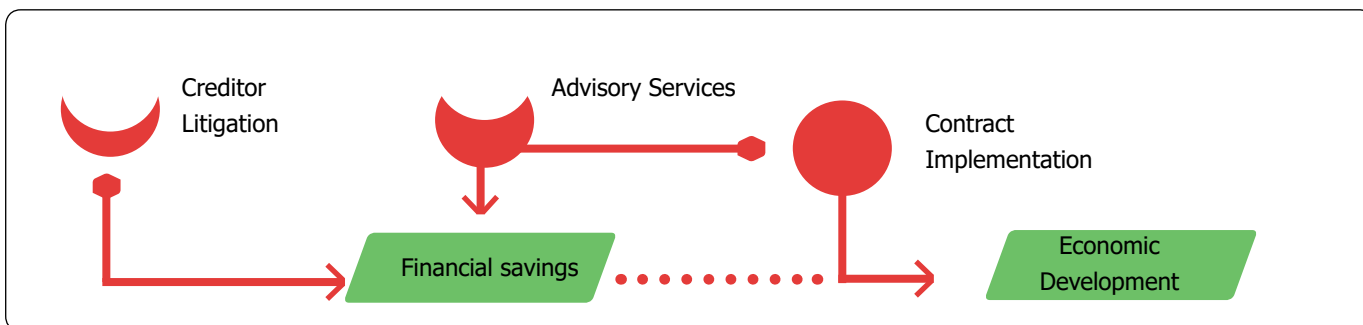 Creditor
Litigation
Advisory Services
Contract
Implementation
Financial savings
Economic
Development